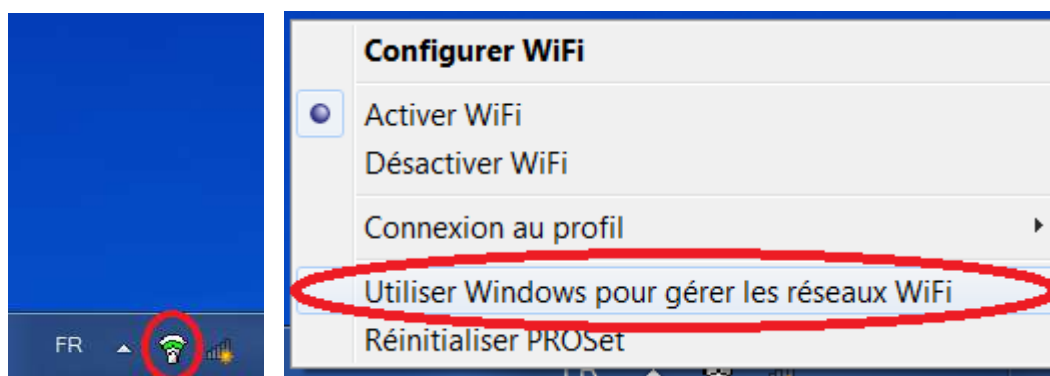 FR
Configurer WiFi
Activer WiFi
Désactiver WiFi
Connexion au profil
Utiliser Windows pour gérer les réseaux WiFi
Réinitialiser PROSet